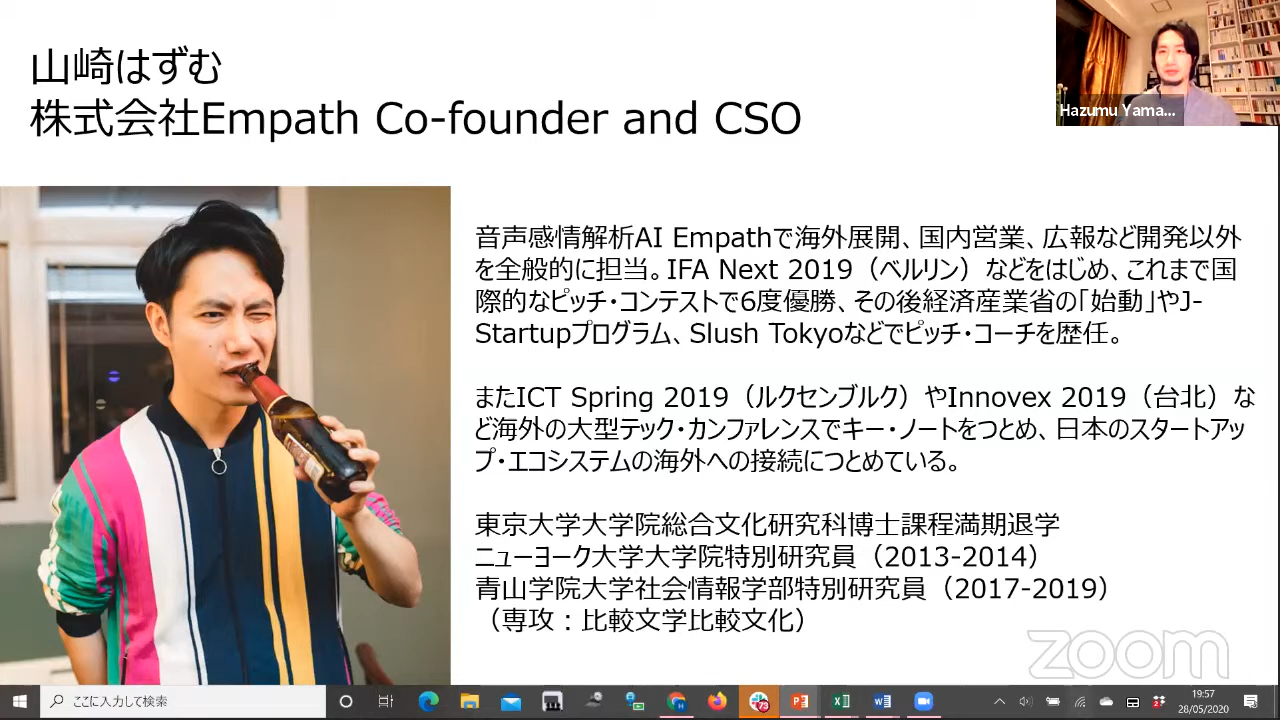 山崎はずむ
株式会社Empath Co-founder and CSO
Hazumu Yama...
音声感情解析AI Empathで海外展開、国内営業、広報など開発以外
を全般的に担当。IFA Next 2019（ベルリン）などをはじめ、これまで国
際的なピッチ・コンテストで6度優勝、その後経済産業省の「始動」やJ-
Startupプログラム、Slush Tokyoなどでピッチ・コーチを歴任。
またICT Spring 2019（ルクセンブルク）やInnovex 2019（台北）な
ど海外の大型テック・カンファレンスでキー・ノートをつとめ、日本のスタートアッ
プ・エコシステムの海外への接続につとめている。
東京大学大学院総合文化研究科博士課程満期退学
ニューヨーク大学大学院特別研究員（2013-2014）
青山学院大学社会情報学部特別研究員（2017-2019）
（専攻：比較文学比較文化）
zoom
ここに入力して検索
73
19:57
28/05/2020